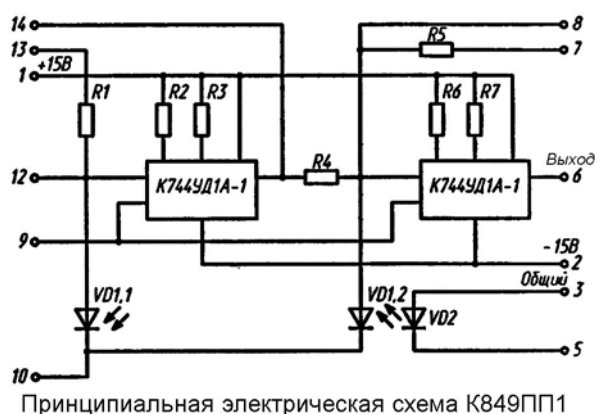 14
8
13
R5
7
+15В
1
R1
R2
R3
R6
R7
12
К744УД1А-1
R4
К744УД1А-1
Выход
6
9
-15В
2
Общий
3
VD1,1
VD1,2
VD2
5
10
Принципиальная электрическая схема К849ПП1